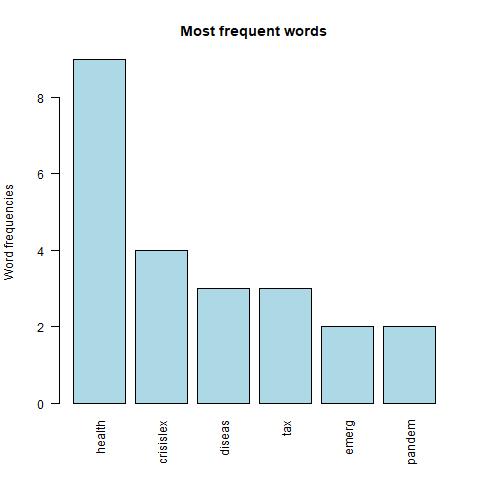 Most frequent words
Word frequencies
8
6
4
2
0
health
crisislex
diseas
tax
emerg
pandem